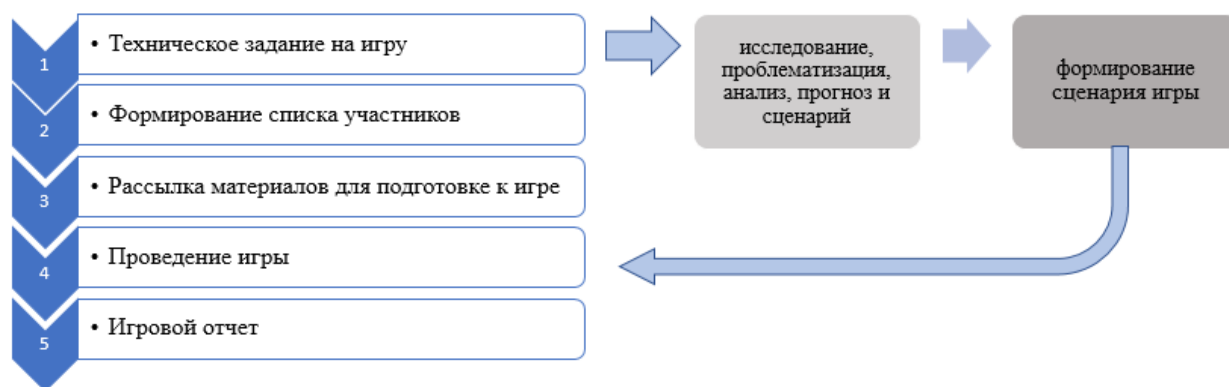 1
• Техническое задание на игру
2
• Формирование списка участников
3
• Рассылка материалов для подготовке к игре
4
• Проведение игры
5
• Игровой отчет
исследование,
проблематизация,
анализ, прогноз и
сценарий
формирование
сценария игры